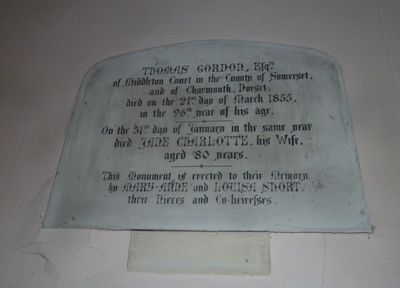 THOMAS GORDON, Esqr.
of Middleton Court in the County of Somerset,
and of Charmouth, Dorset;
died on the 21st day of March 1855,
in the 96th year of his age.
On the 31st day of January in the same year
died JANE CHARLOTTE, his Wife,
aged 80 years.
This Monument is erected to their Memory
by MARY-ANNE and LOUISA SHORT,
their Nieces and Co-heiresses.